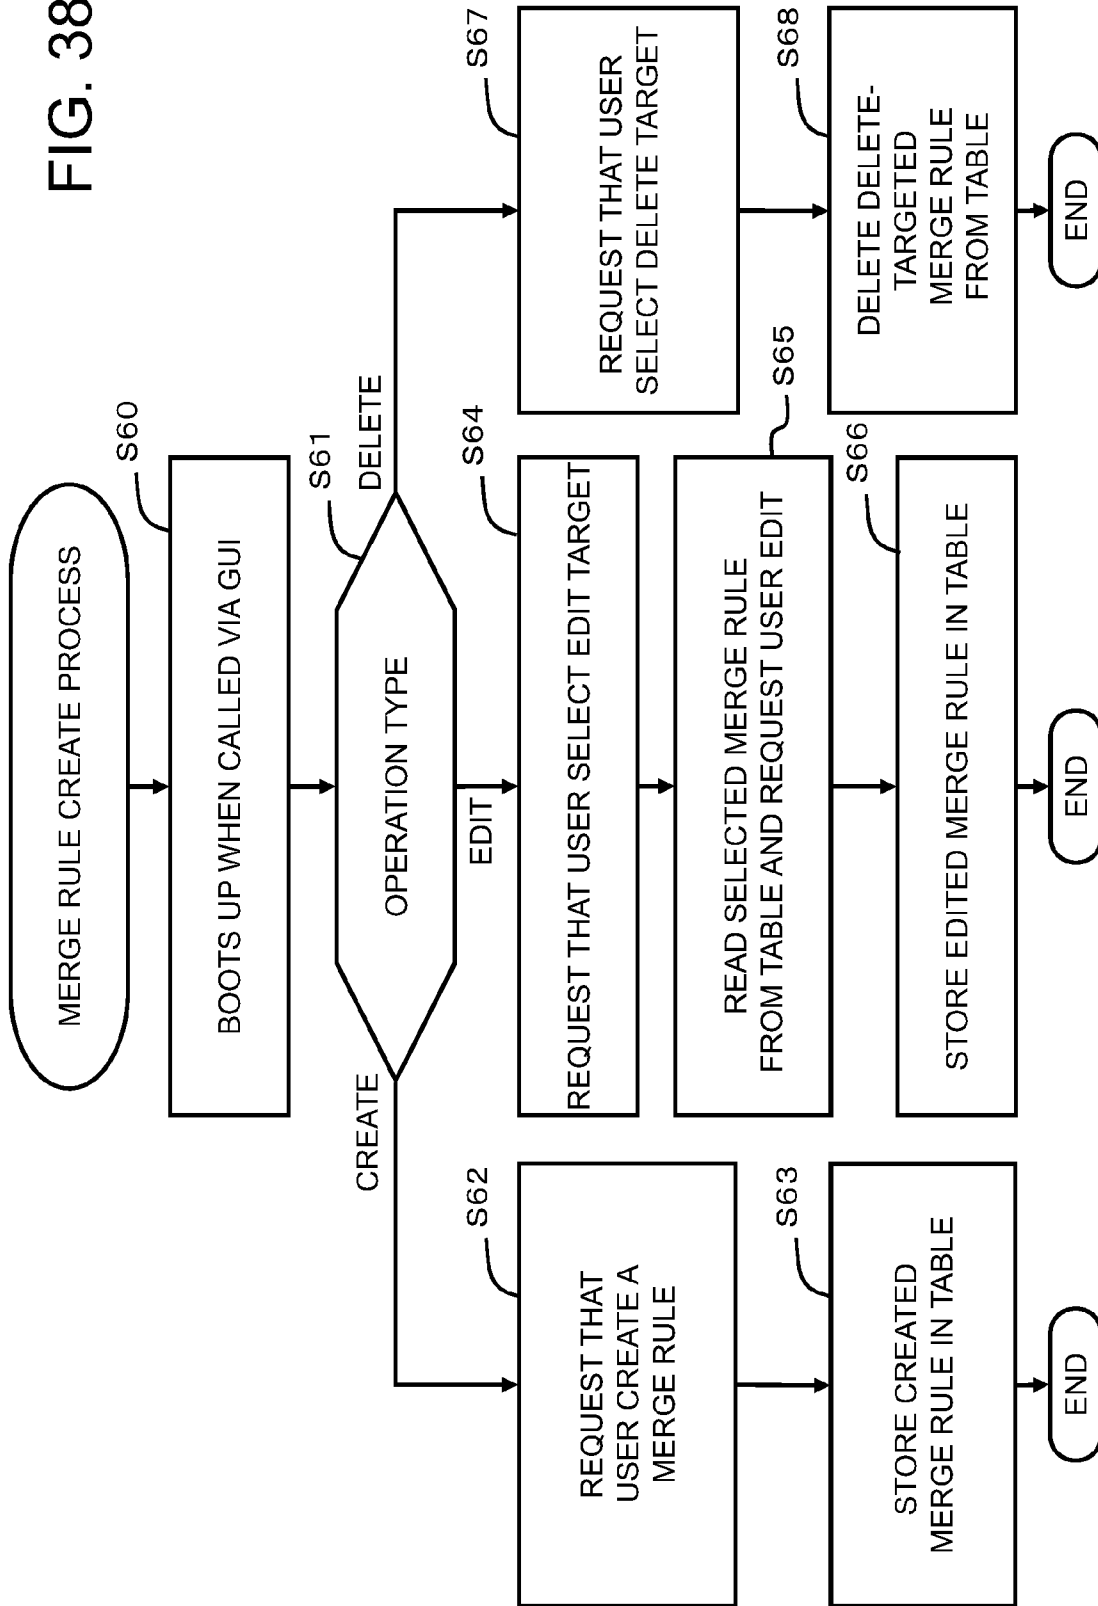 FIG. 38
MERGE RULE CREATE PROCESS
S60
BOOTS UP WHEN CALLED VIA GUI
S61
OPERATION TYPE
CREATE
EDIT
DELETE
S62
REQUEST THAT
USER CREATE A
MERGE RULE
S63
STORE CREATED
MERGE RULE IN TABLE
END
S64
REQUEST THAT USER SELECT EDIT TARGET
S65
READ SELECTED MERGE RULE
FROM TABLE AND REQUEST USER EDIT
S66
STORE EDITED MERGE RULE IN TABLE
END
S67
REQUEST THAT USER
SELECT DELETE TARGET
S68
DELETE DELETE-
TARGETED
MERGE RULE
FROM TABLE
END